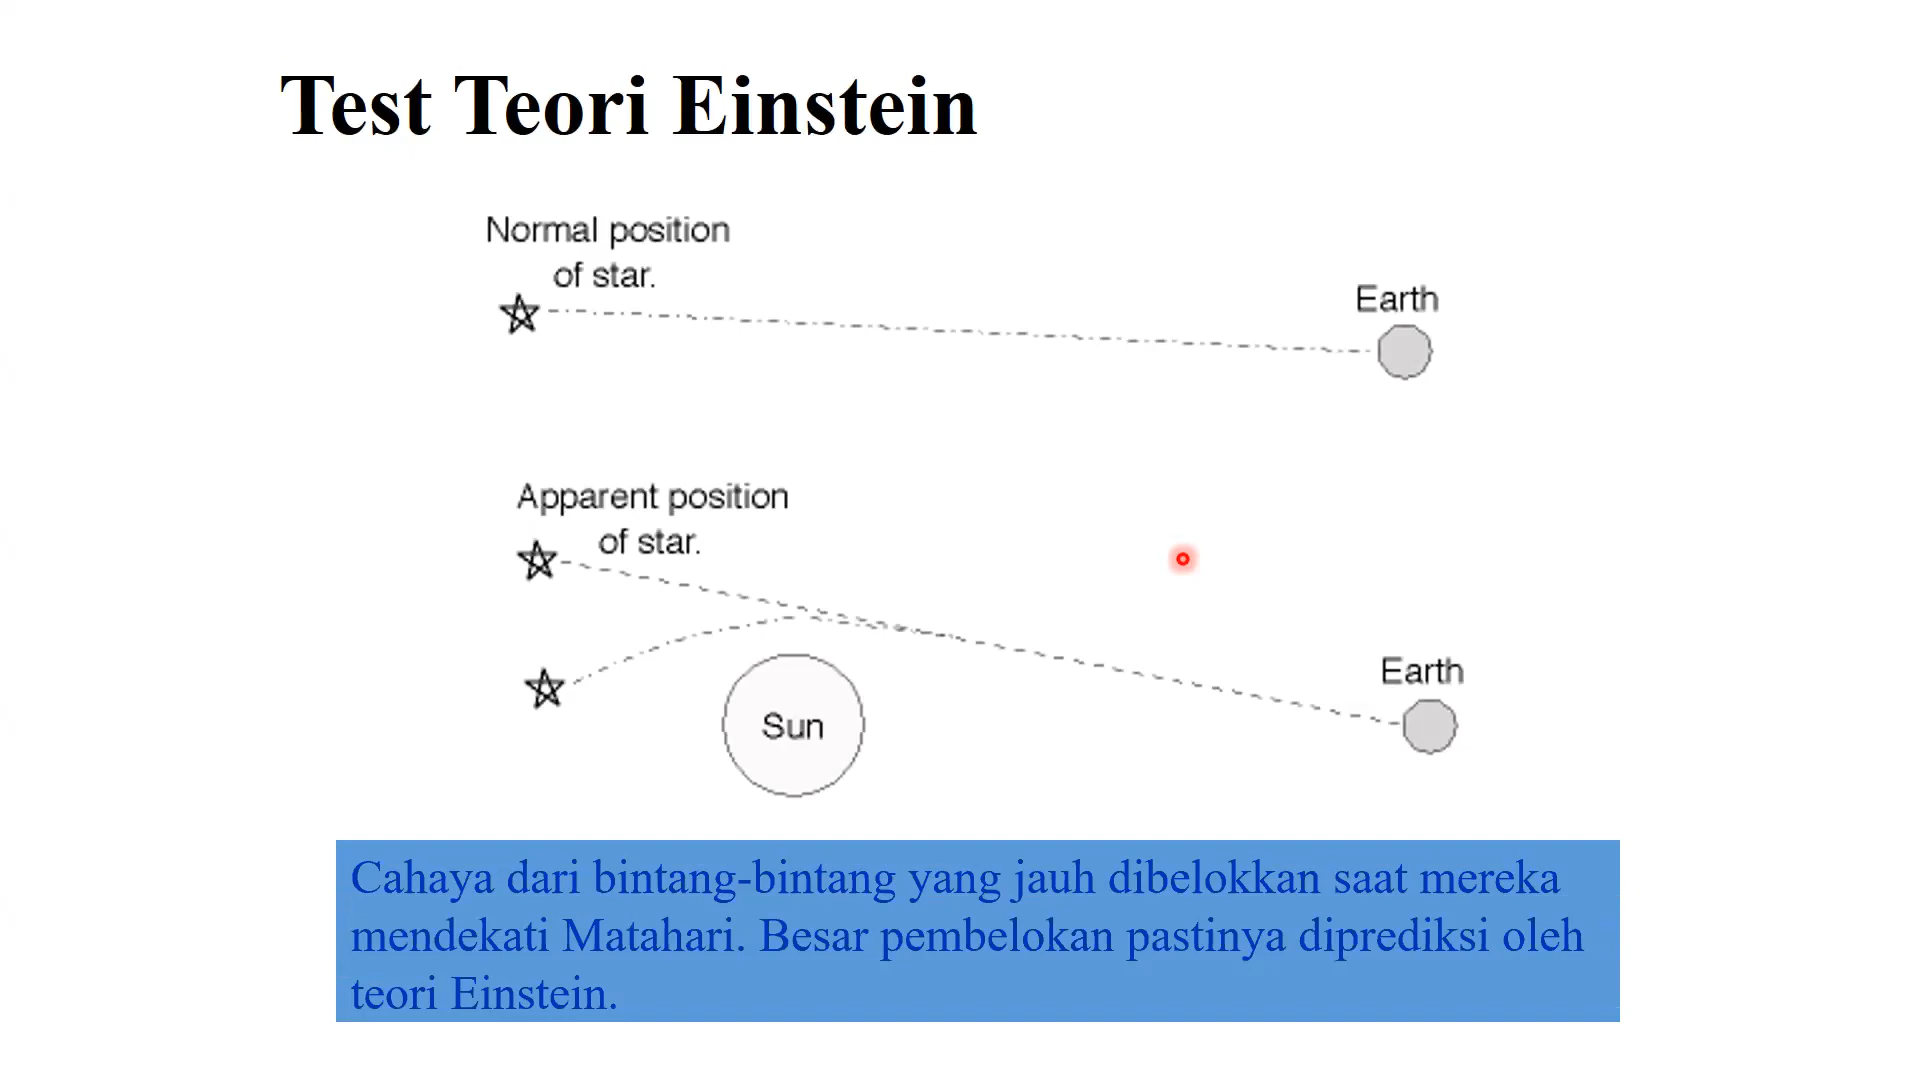 Test Teori Einstein
Normal position
of star.
Earth
Apparent position
of star.
Earth
Sun
Cahaya dari bintang-bintang yang jauh dibelokkan saat mereka
mendekati Matahari. Besar pembelokan pastinya diprediksi oleh
teori Einstein.